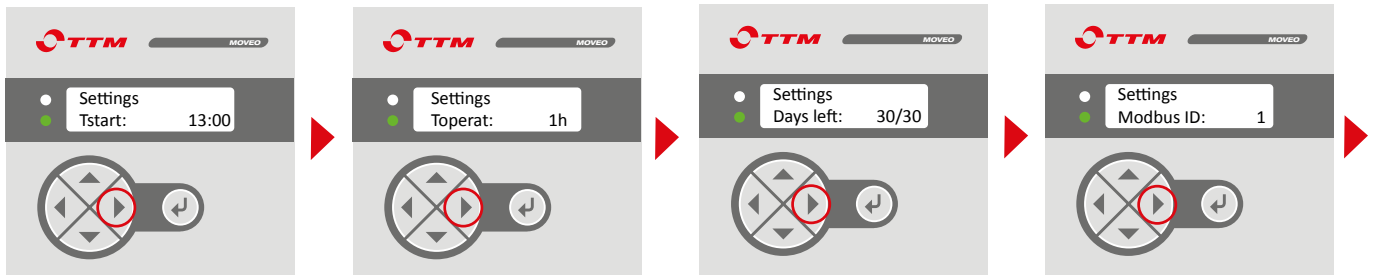 TTM MOVEO
Settings
Tstart: 13:00
TTM MOVEO
Settings
Toperat: 1h
TTM MOVEO
Settings
Days left: 30/30
TTM MOVEO
Settings
Modbus ID: 1